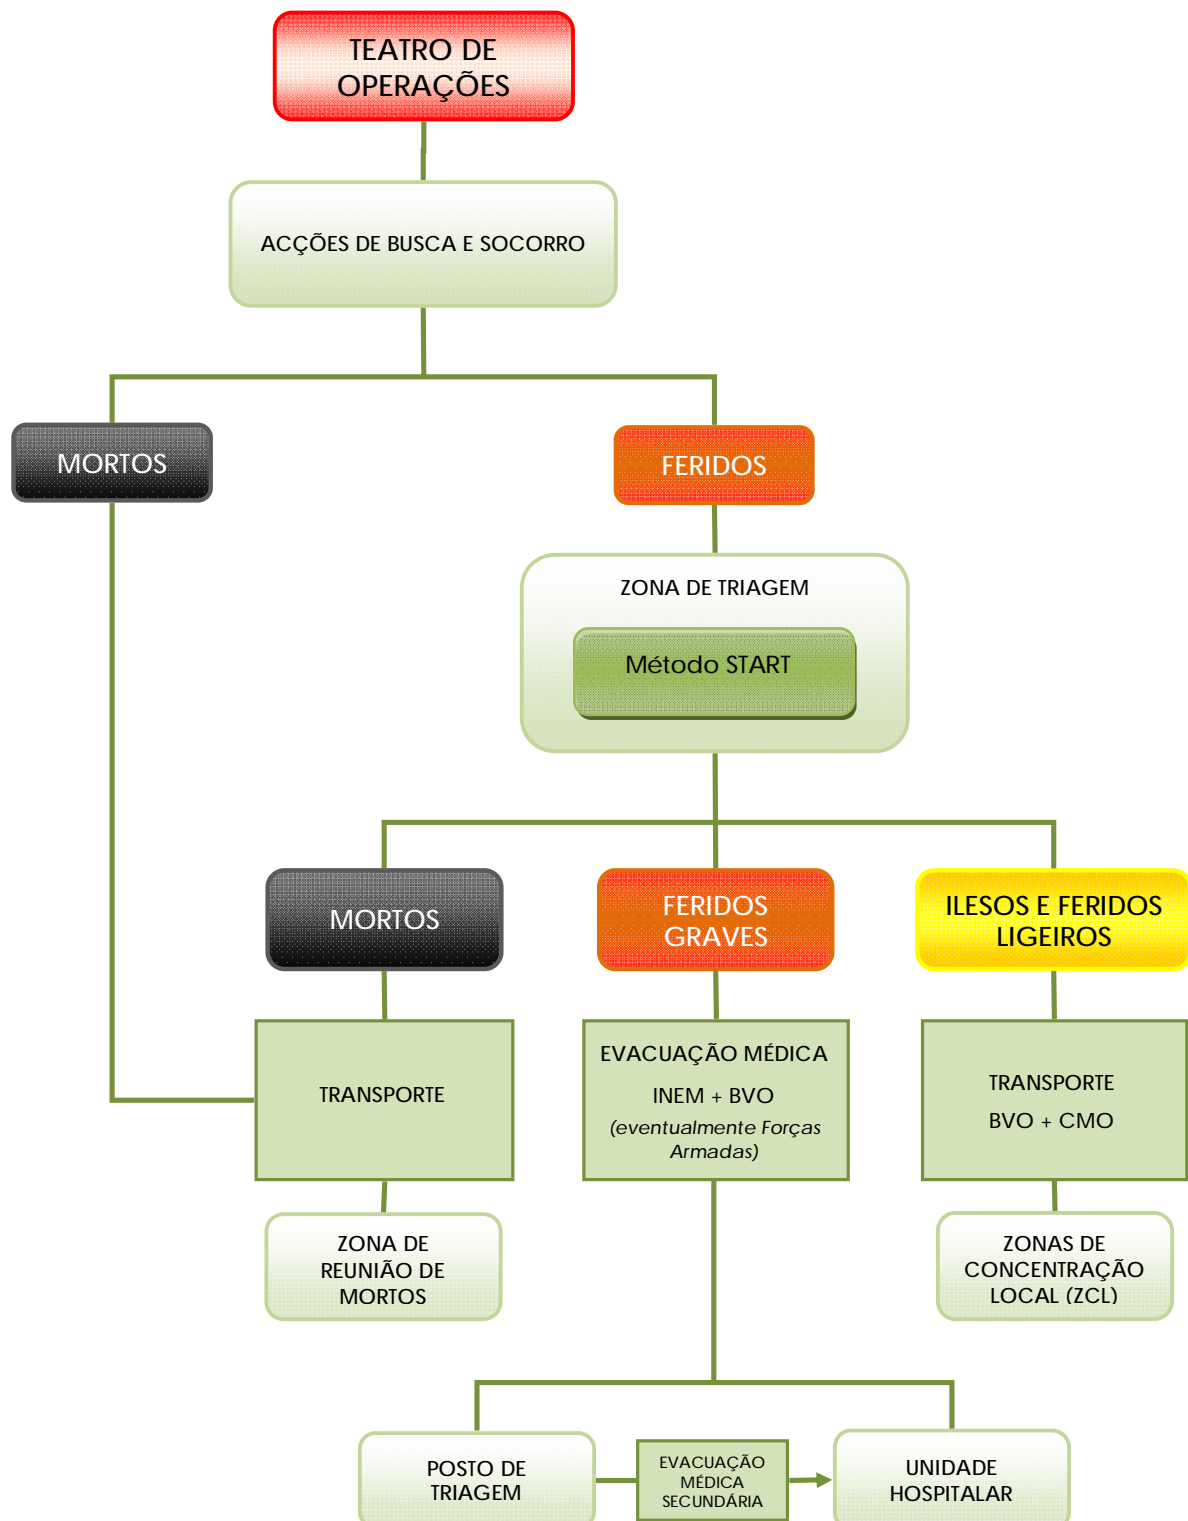 TEATRO DE
OPERAÇÕES
ACÇÕES DE BUSCA E SOCORRO
MORTOS
FERIDOS
ZONA DE TRIAGEM
Método START
MORTOS
FERIDOS
GRAVES
ILESOS E FERIDOS
LIGEIROS
TRANSPORTE
EVACUAÇÃO MÉDICA
INEM + BVO
(eventualmente Forças
Armadas)
TRANSPORTE
BVO + CMO
ZONA DE
REUNIÃO DE
MORTOS
ZONAS DE
CONCENTRAÇÃO
LOCAL (ZCL)
POSTO DE
TRIAGEM
EVACUAÇÃO
MÉDICA
SECUNDÁRIA
UNIDADE
HOSPITALAR